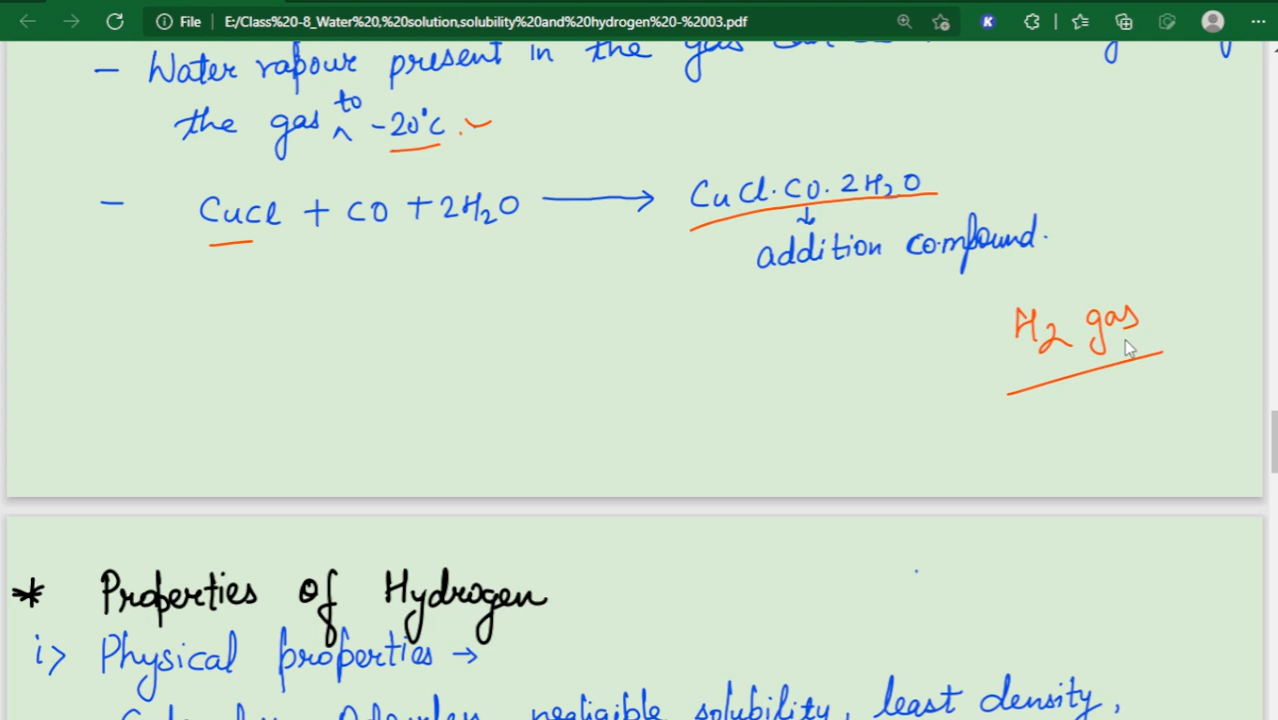 File E:/Class%20-8_Water%20,%20solution,solubility%20and%20hydrogen%20-%2003.pdf
- Water vapour present in the gas
the gas to -20°C.
- CuCl + CO + 2H2O → CuCl.CO.2H2O
addition compound.
H2 gas
* Properties of Hydrogen
i> Physical properties →
negligible solubility, least density,